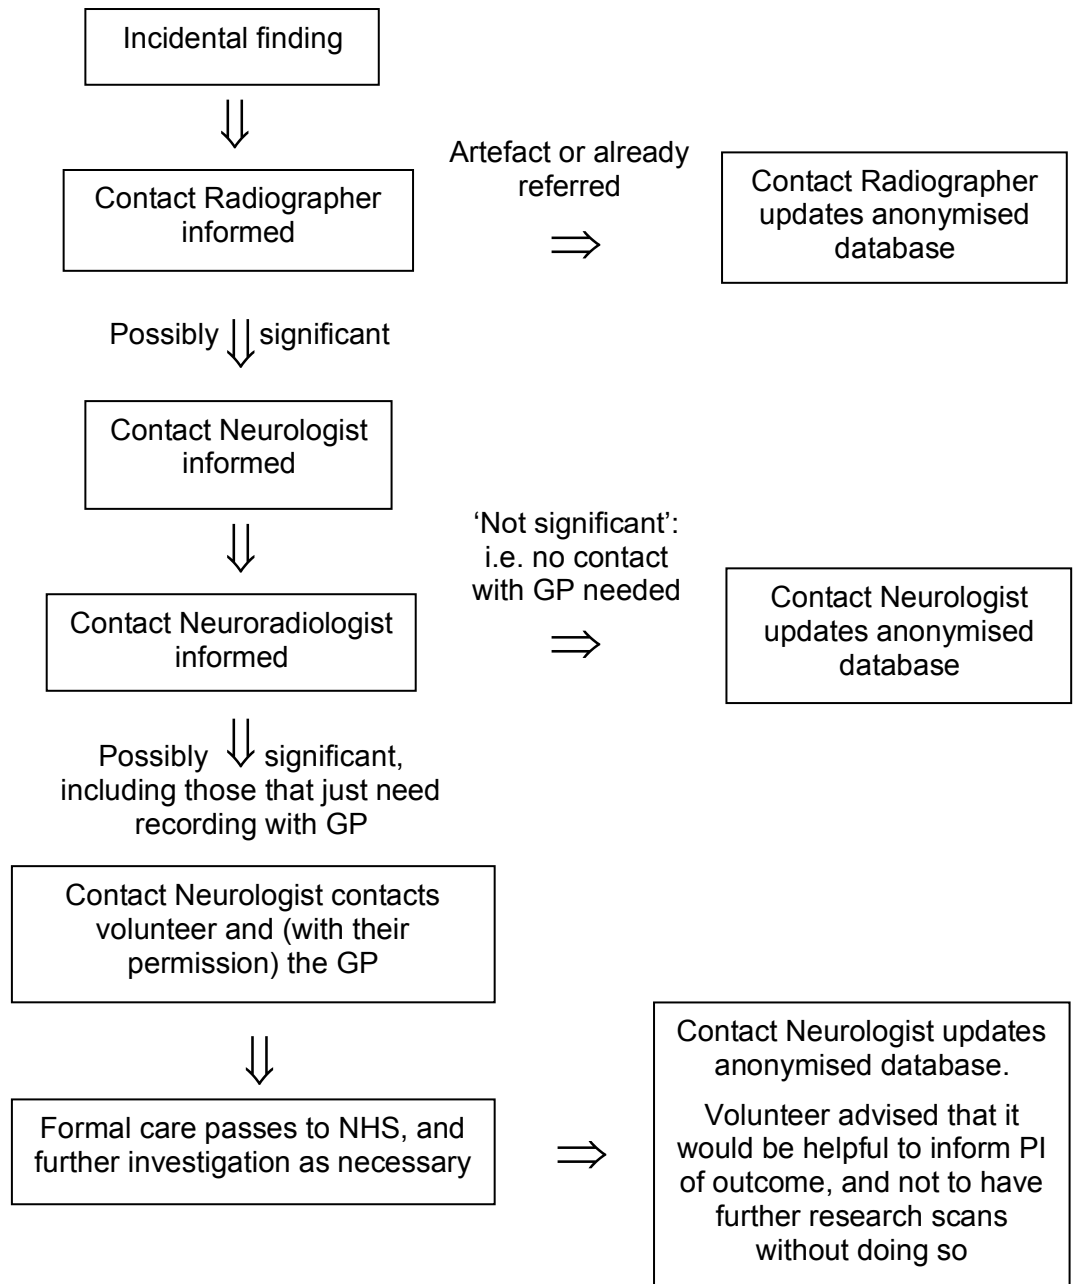 Incidental finding
Contact Radiographer
informed
Artefact or already
referred
Contact Radiographer
updates anonymised
database
Possibly significant
Contact Neurologist
informed
Contact Neuroradiologist
informed
‘Not significant’:
i.e. no contact
with GP needed
Contact Neurologist
updates anonymised
database
Possibly significant,
including those that just need
recording with GP
Contact Neurologist contacts
volunteer and (with their
permission) the GP
Formal care passes to NHS, and
further investigation as necessary
Contact Neurologist updates
anonymised database.
Volunteer advised that it
would be helpful to inform PI
of outcome, and not to have
further research scans
without doing so